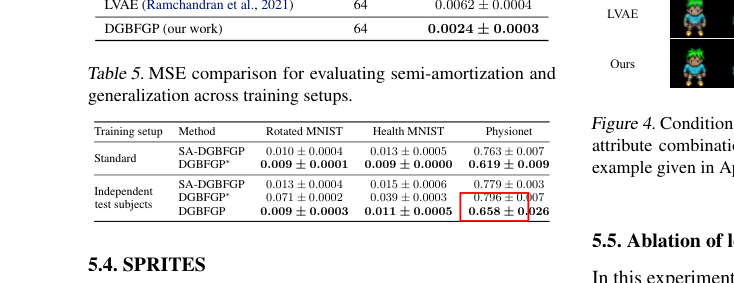 LVAE (Ramchandran et al., 2021) 64 0.0062 ± 0.0004
DGBFGP (our work) 64 0.0024 ± 0.0003
Table 5. MSE comparison for evaluating semi-amortization and
generalization across training setups.
Training setup Method Rotated MNIST Health MNIST Physionet
Standard
SA-DGBFGP 0.010 ± 0.0004 0.013 ± 0.0005 0.763 ± 0.007
DGBFGP* 0.009 ± 0.0001 0.009 ± 0.0000 0.619 ± 0.009
Independent
test subjects
SA-DGBFGP 0.013 ± 0.0004 0.015 ± 0.0006 0.779 ± 0.003
DGBFGP* 0.071 ± 0.0002 0.039 ± 0.0003 0.796 ± 0.007
DGBFGP 0.009 ± 0.0003 0.011 ± 0.0005 0.658 ± 0.026
5.4. SPRITES
LVAE
Ours
Figure 4. Condition
attribute combinati
example given in Ap
5.5. Ablation of l
In this experiment